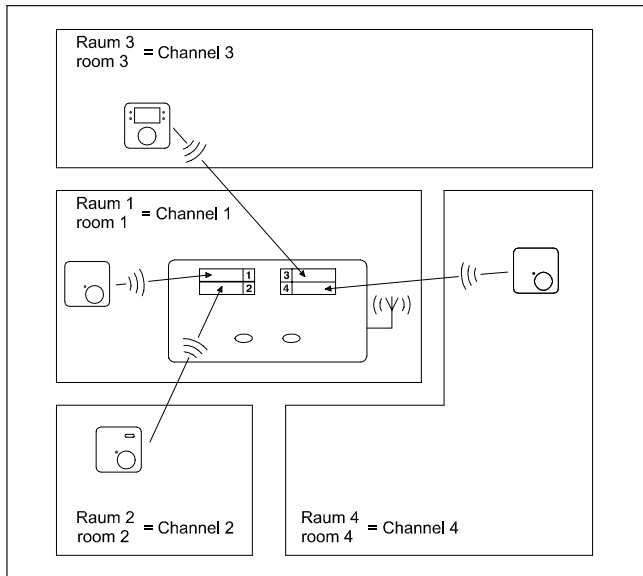 Raum 3
room 3 = Channel 3
Raum 1
room 1 = Channel 1
1 3
2 4
Raum 2
room 2 = Channel 2
Raum 4
room 4 = Channel 4